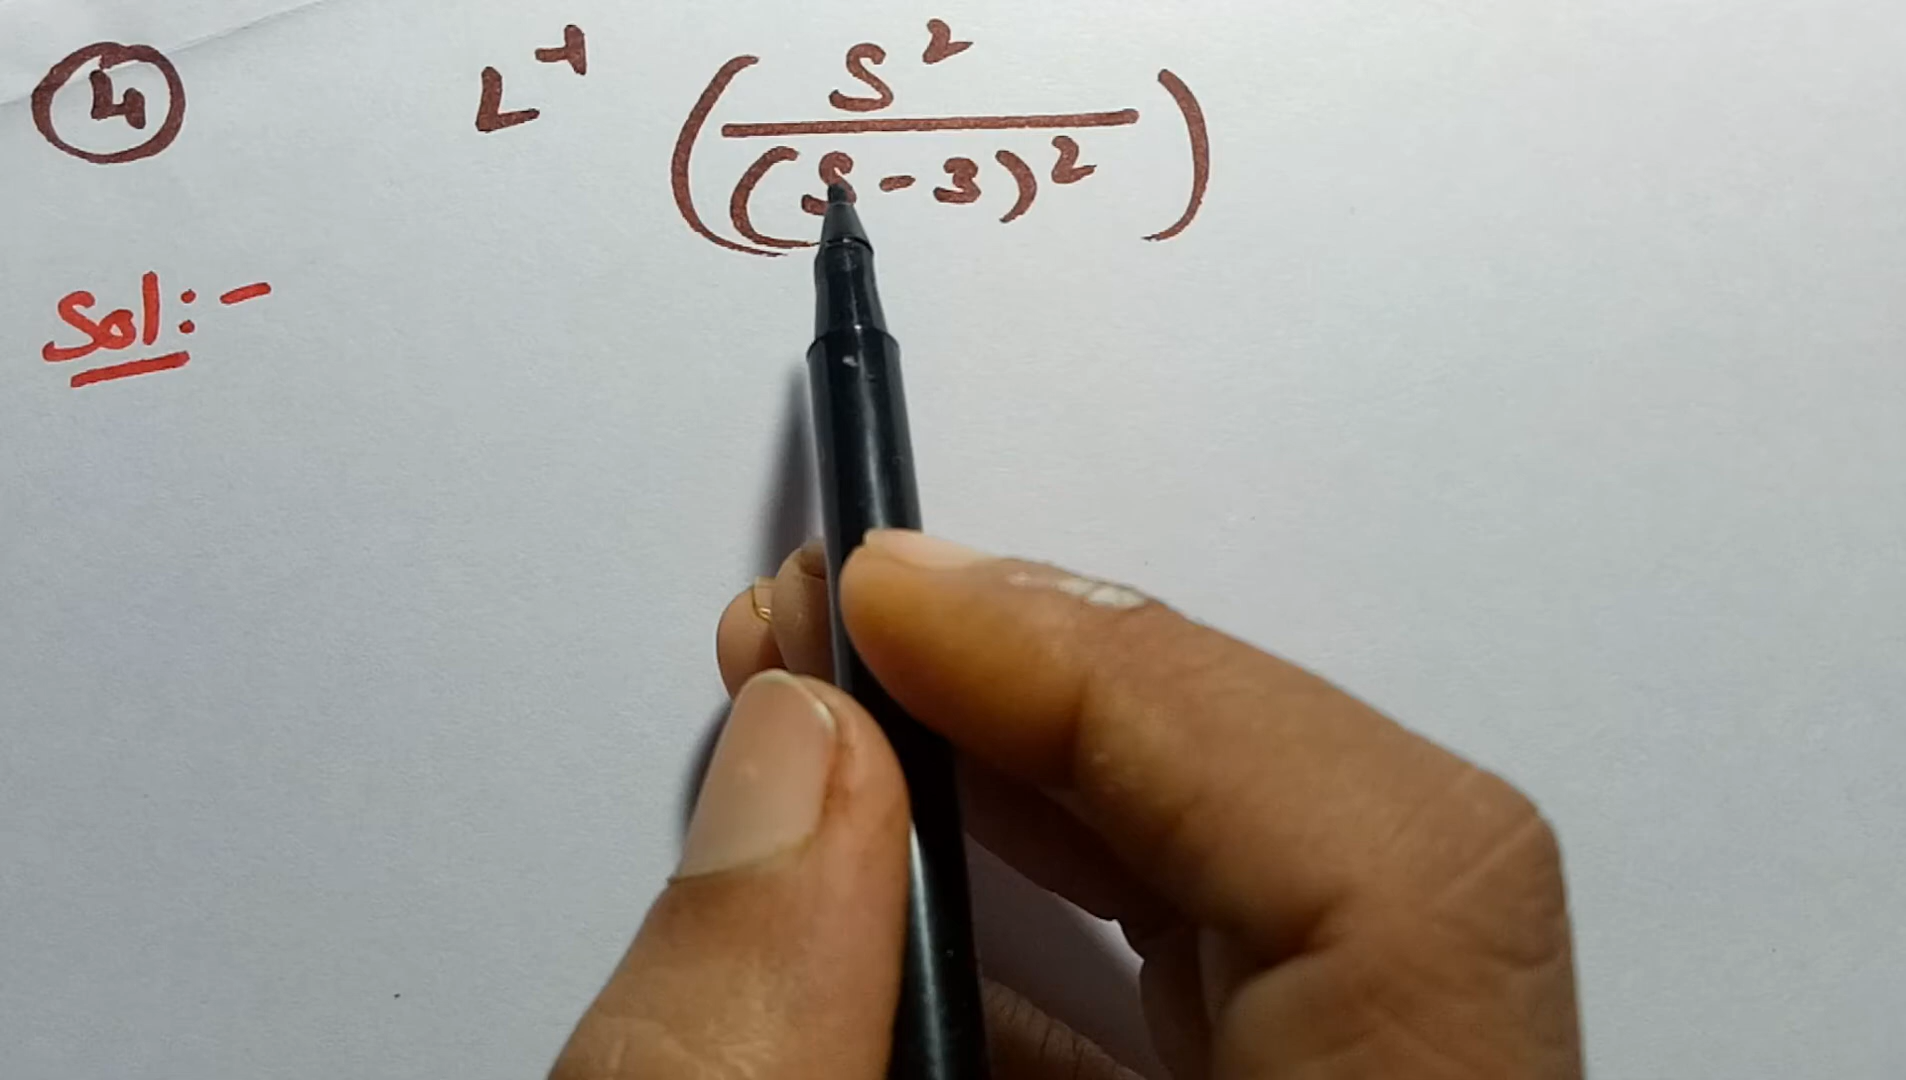 ④ L⁻¹ (S² / (S-3)²)
Sol:-